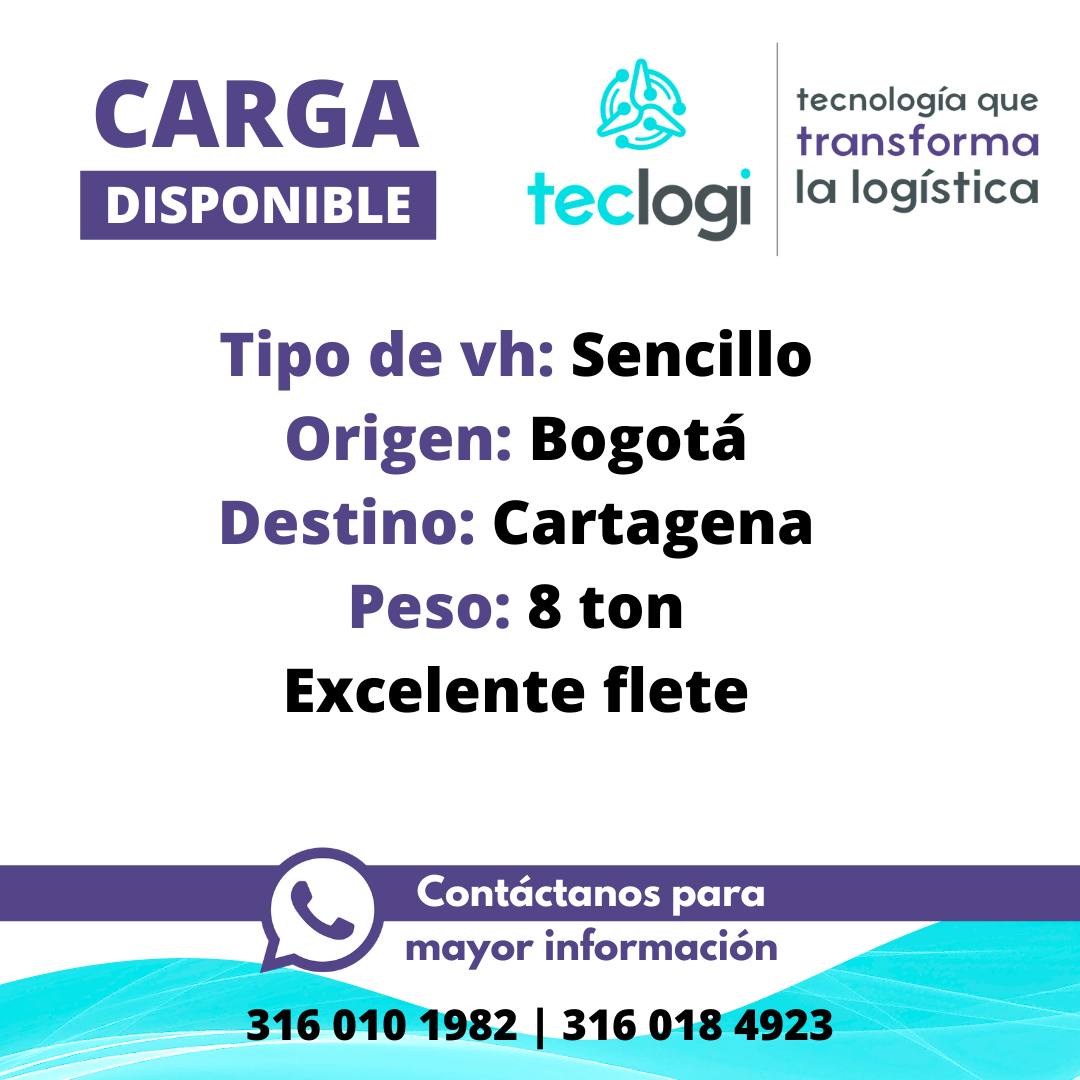 CARGA
DISPONIBLE
teclogi
tecnología que
transforma
la logística
Tipo de vh: Sencillo
Origen: Bogotá
Destino: Cartagena
Peso: 8 ton
Excelente flete
Contáctanos para
mayor información
316 010 1982 | 316 018 4923